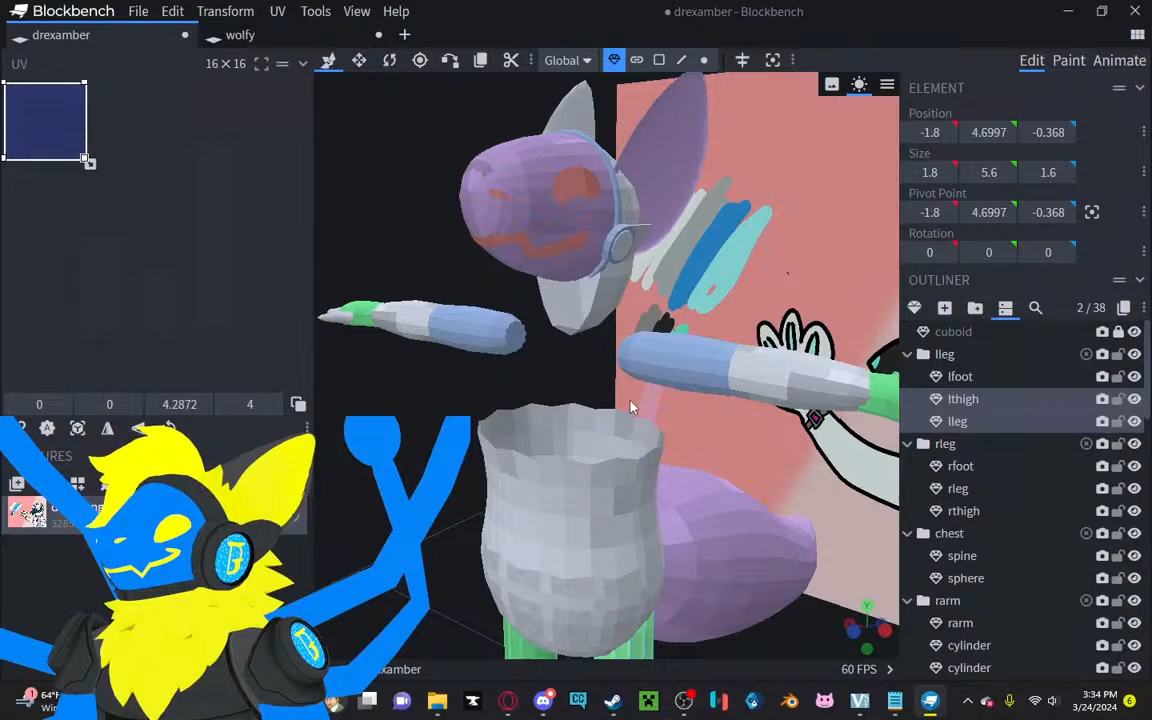 Blockbench File Edit Transform UV Tools View Help
drexamber - Blockbench
drexamber wolfy
UV 16 × 16
Global
Edit Paint Animate
ELEMENT
Position
-1.8 4.6997 -0.368
Size
1.8 5.6 1.6
Pivot Point
-1.8 4.6997 -0.368
Rotation
0 0 0
OUTLINER
2 / 38
cuboid
lleg
lfoot
lthigh
lleg
rleg
rfoot
rleg
rthigh
chest
spine
sphere
rarm
rarm
cylinder
cylinder
0 0 4.2872 4
60 FPS
64°F
3:34 PM
3/24/2024
6